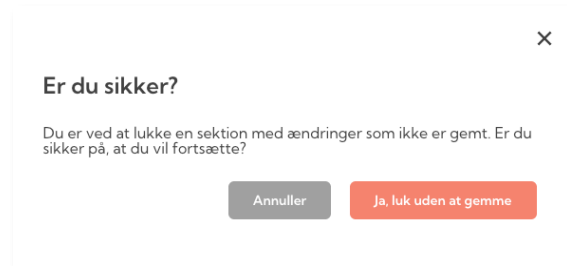 Er du sikker?
Du er ved at lukke en sektion med ændringer som ikke er gemt. Er du
sikker på, at du vil fortsætte?
Annuller
Ja, luk uden at gemme